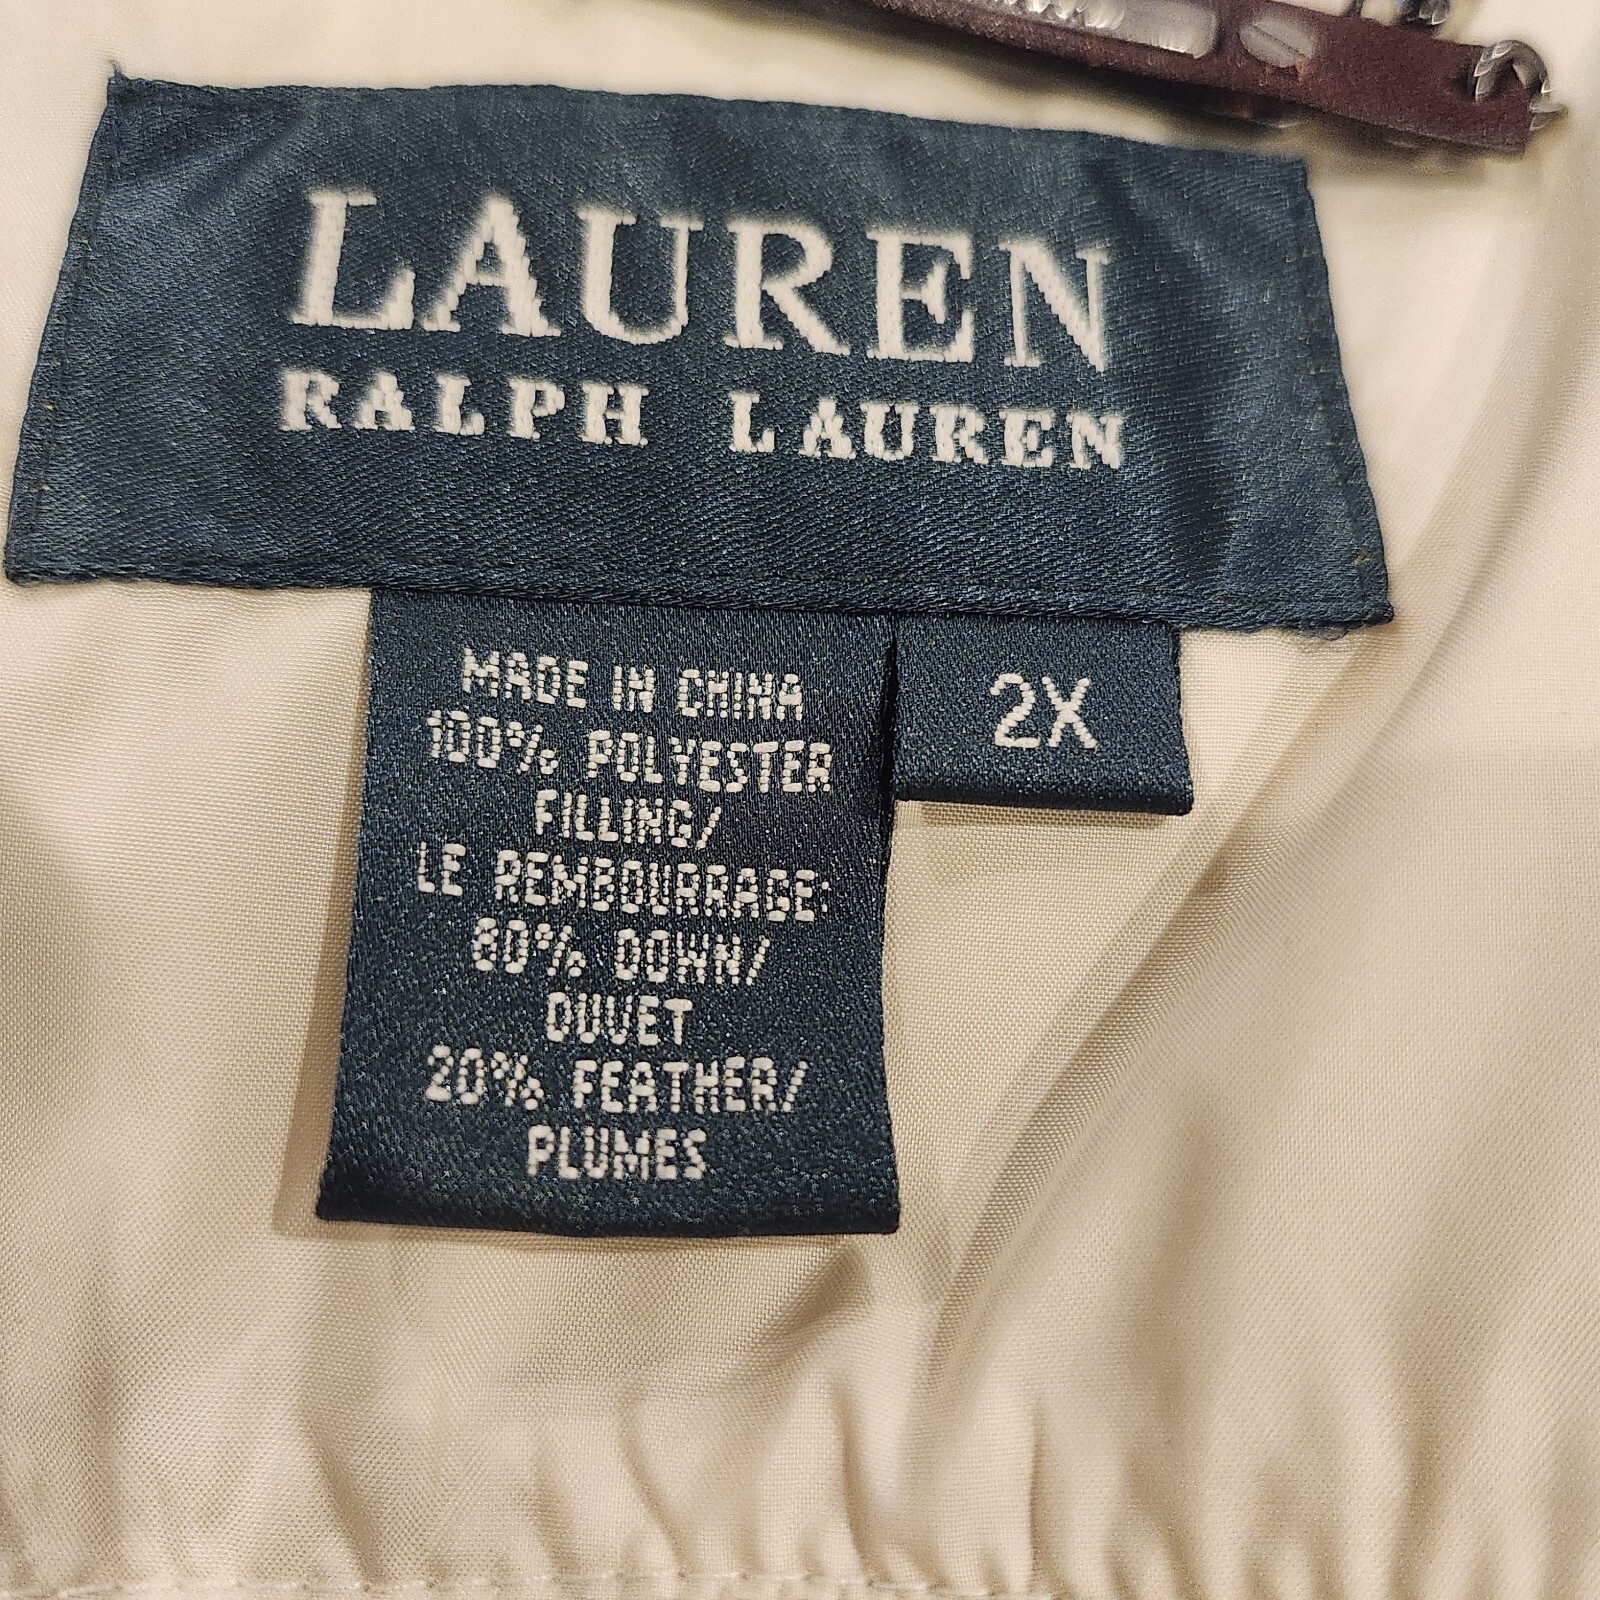 LAUREN
RALPH LAUREN
MADE IN CHINA
100% POLYESTER
FILLING/
LE REMBOURRAGE:
80% DOWN/
DUVET
20% FEATHER/
PLUMES
2X